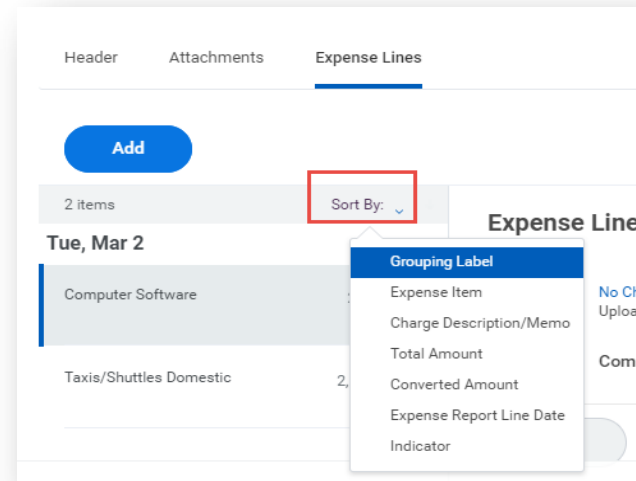 Header Attachments Expense Lines
Add
2 items Sort By:
Expense Line
Tue, Mar 2
Grouping Label
Computer Software
Expense Item
No Ch
Uploa
Charge Description/Memo
Total Amount
Com
Taxis/Shuttles Domestic 2,
Converted Amount
Expense Report Line Date
Indicator